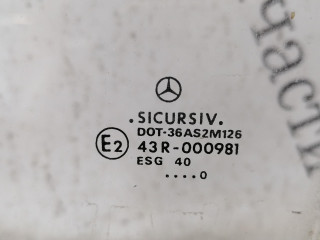 .SICURSIV.
DOT-36AS2M126
E2 43R-000981
ESG 40
....0
части